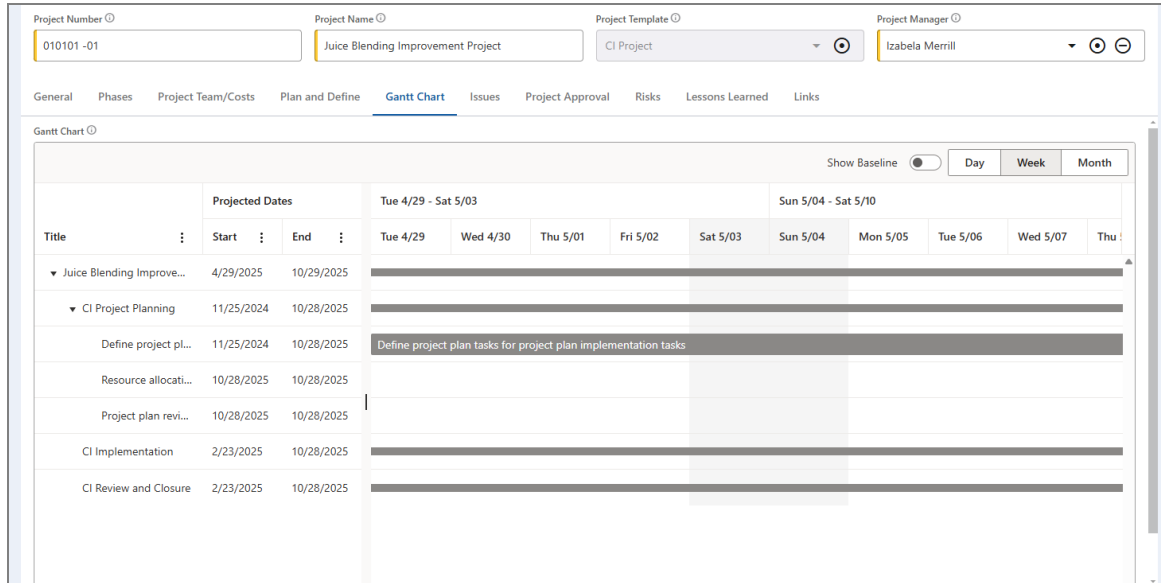 Project Number
Project Name
Project Template
Project Manager
010101 -01
Juice Blending Improvement Project
CI Project
Izabela Merrill
General Phases Project Team/Costs Plan and Define Gantt Chart Issues Project Approval Risks Lessons Learned Links
Gantt Chart
Show Baseline Day Week Month
Projected Dates Tue 4/29 - Sat 5/03 Sun 5/04 - Sat 5/10
Title Start End Tue 4/29 Wed 4/30 Thu 5/01 Fri 5/02 Sat 5/03 Sun 5/04 Mon 5/05 Tue 5/06 Wed 5/07 Thu
Juice Blending Improve... 4/29/2025 10/29/2025
CI Project Planning 11/25/2024 10/28/2025
Define project pl... 11/25/2024 10/28/2025 Define project plan tasks for project plan implementation tasks
Resource allocati... 10/28/2025 10/28/2025
Project plan revi... 10/28/2025 10/28/2025
CI Implementation 2/23/2025 10/28/2025
CI Review and Closure 2/23/2025 10/28/2025